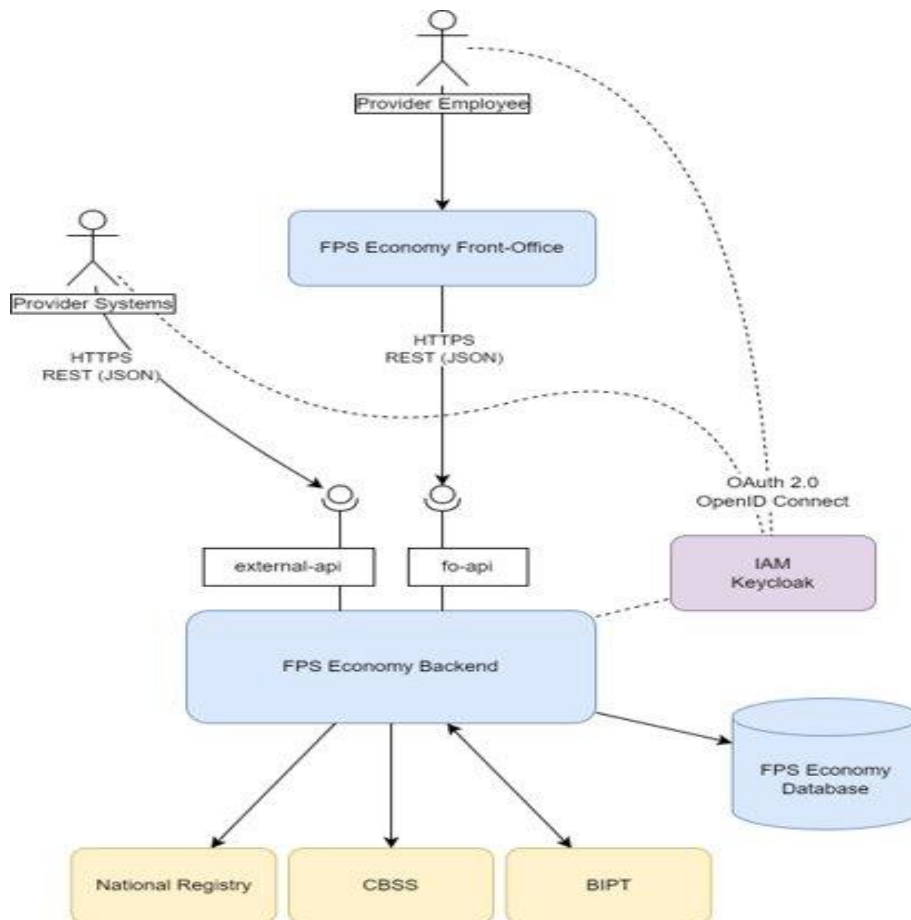 Provider Employee
FPS Economy Front-Office
Provider Systems
HTTPS
REST (JSON)
HTTPS
REST (JSON)
OAuth 2.0
OpenID Connect
external-api
fo-api
IAM
Keycloak
FPS Economy Backend
FPS Economy
Database
National Registry
CBSS
BIPT